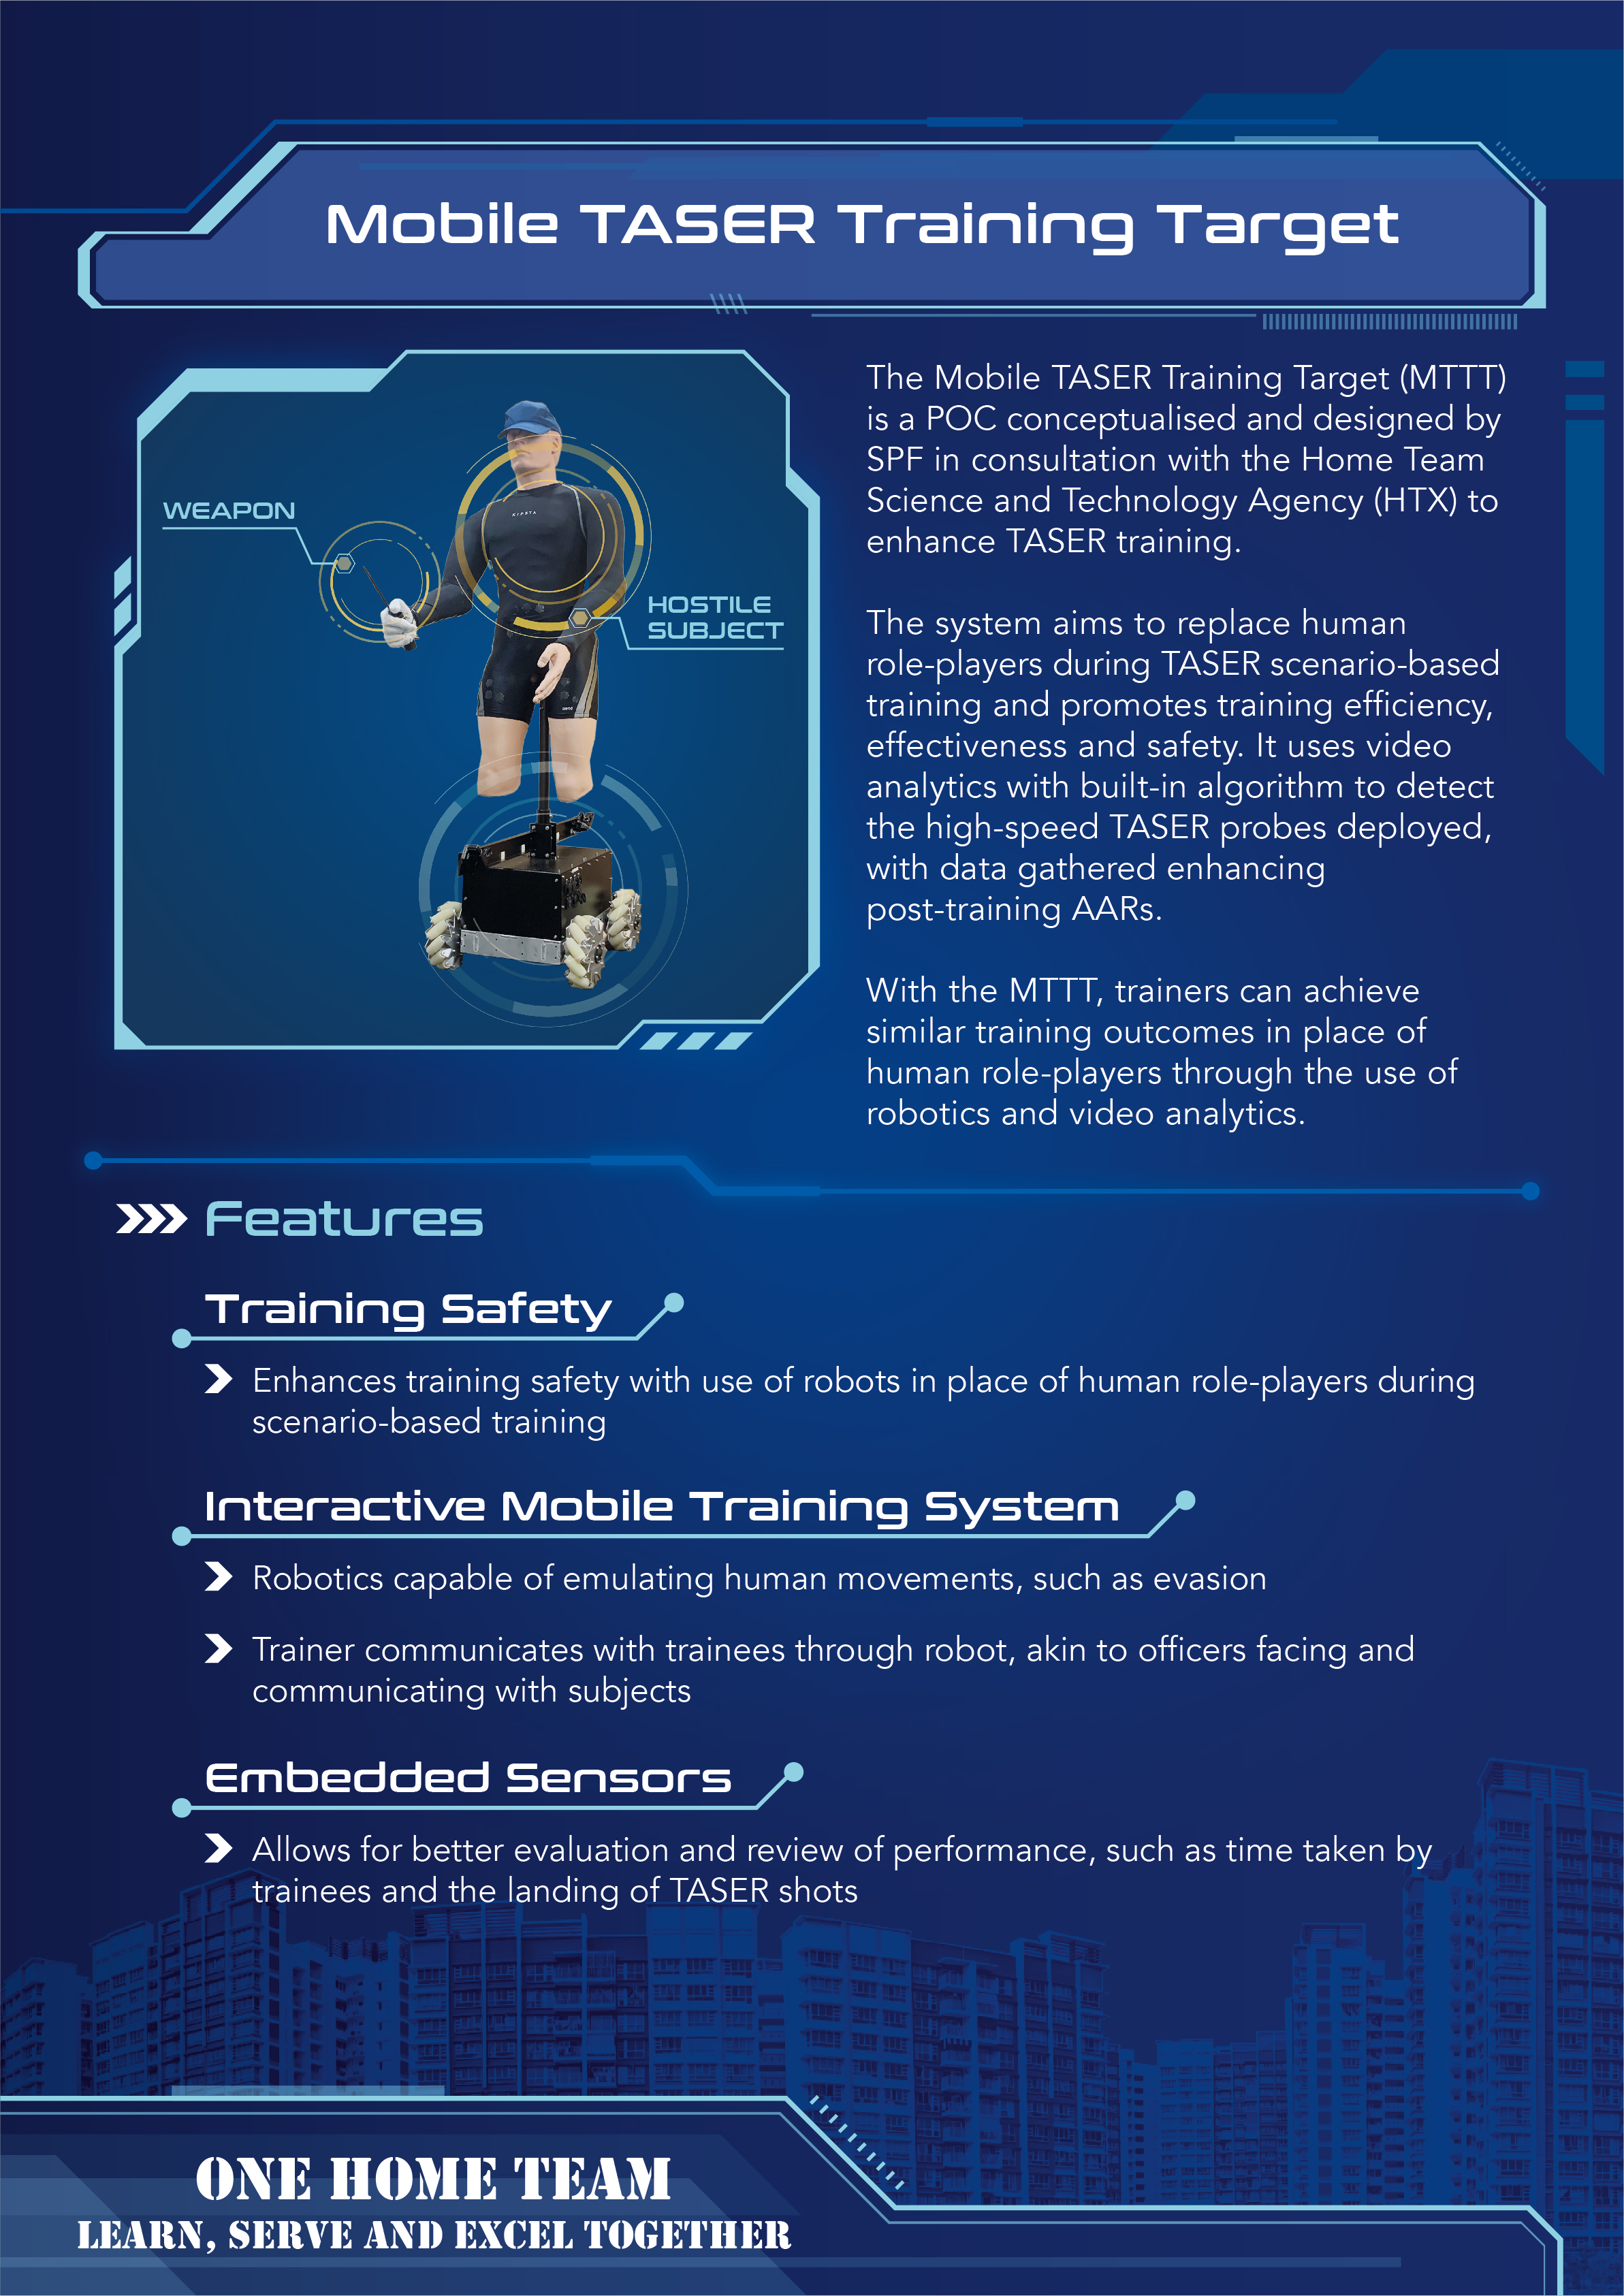 Mobile TASER Training Target
WEAPON
HOSTILE
SUBJECT
KIPSTA
The Mobile TASER Training Target (MTTT)
is a POC conceptualised and designed by
SPF in consultation with the Home Team
Science and Technology Agency (HTX) to
enhance TASER training.
The system aims to replace human
role-players during TASER scenario-based
training and promotes training efficiency,
effectiveness and safety. It uses video
analytics with built-in algorithm to detect
the high-speed TASER probes deployed,
with data gathered enhancing
post-training AARs.
With the MTTT, trainers can achieve
similar training outcomes in place of
human role-players through the use of
robotics and video analytics.
Features
Training Safety
Enhances training safety with use of robots in place of human role-players during
scenario-based training
Interactive Mobile Training System
Robotics capable of emulating human movements, such as evasion
Trainer communicates with trainees through robot, akin to officers facing and
communicating with subjects
Embedded Sensors
Allows for better evaluation and review of performance, such as time taken by
trainees and the landing of TASER shots
ONE HOME TEAM
LEARN, SERVE AND EXCEL TOGETHER